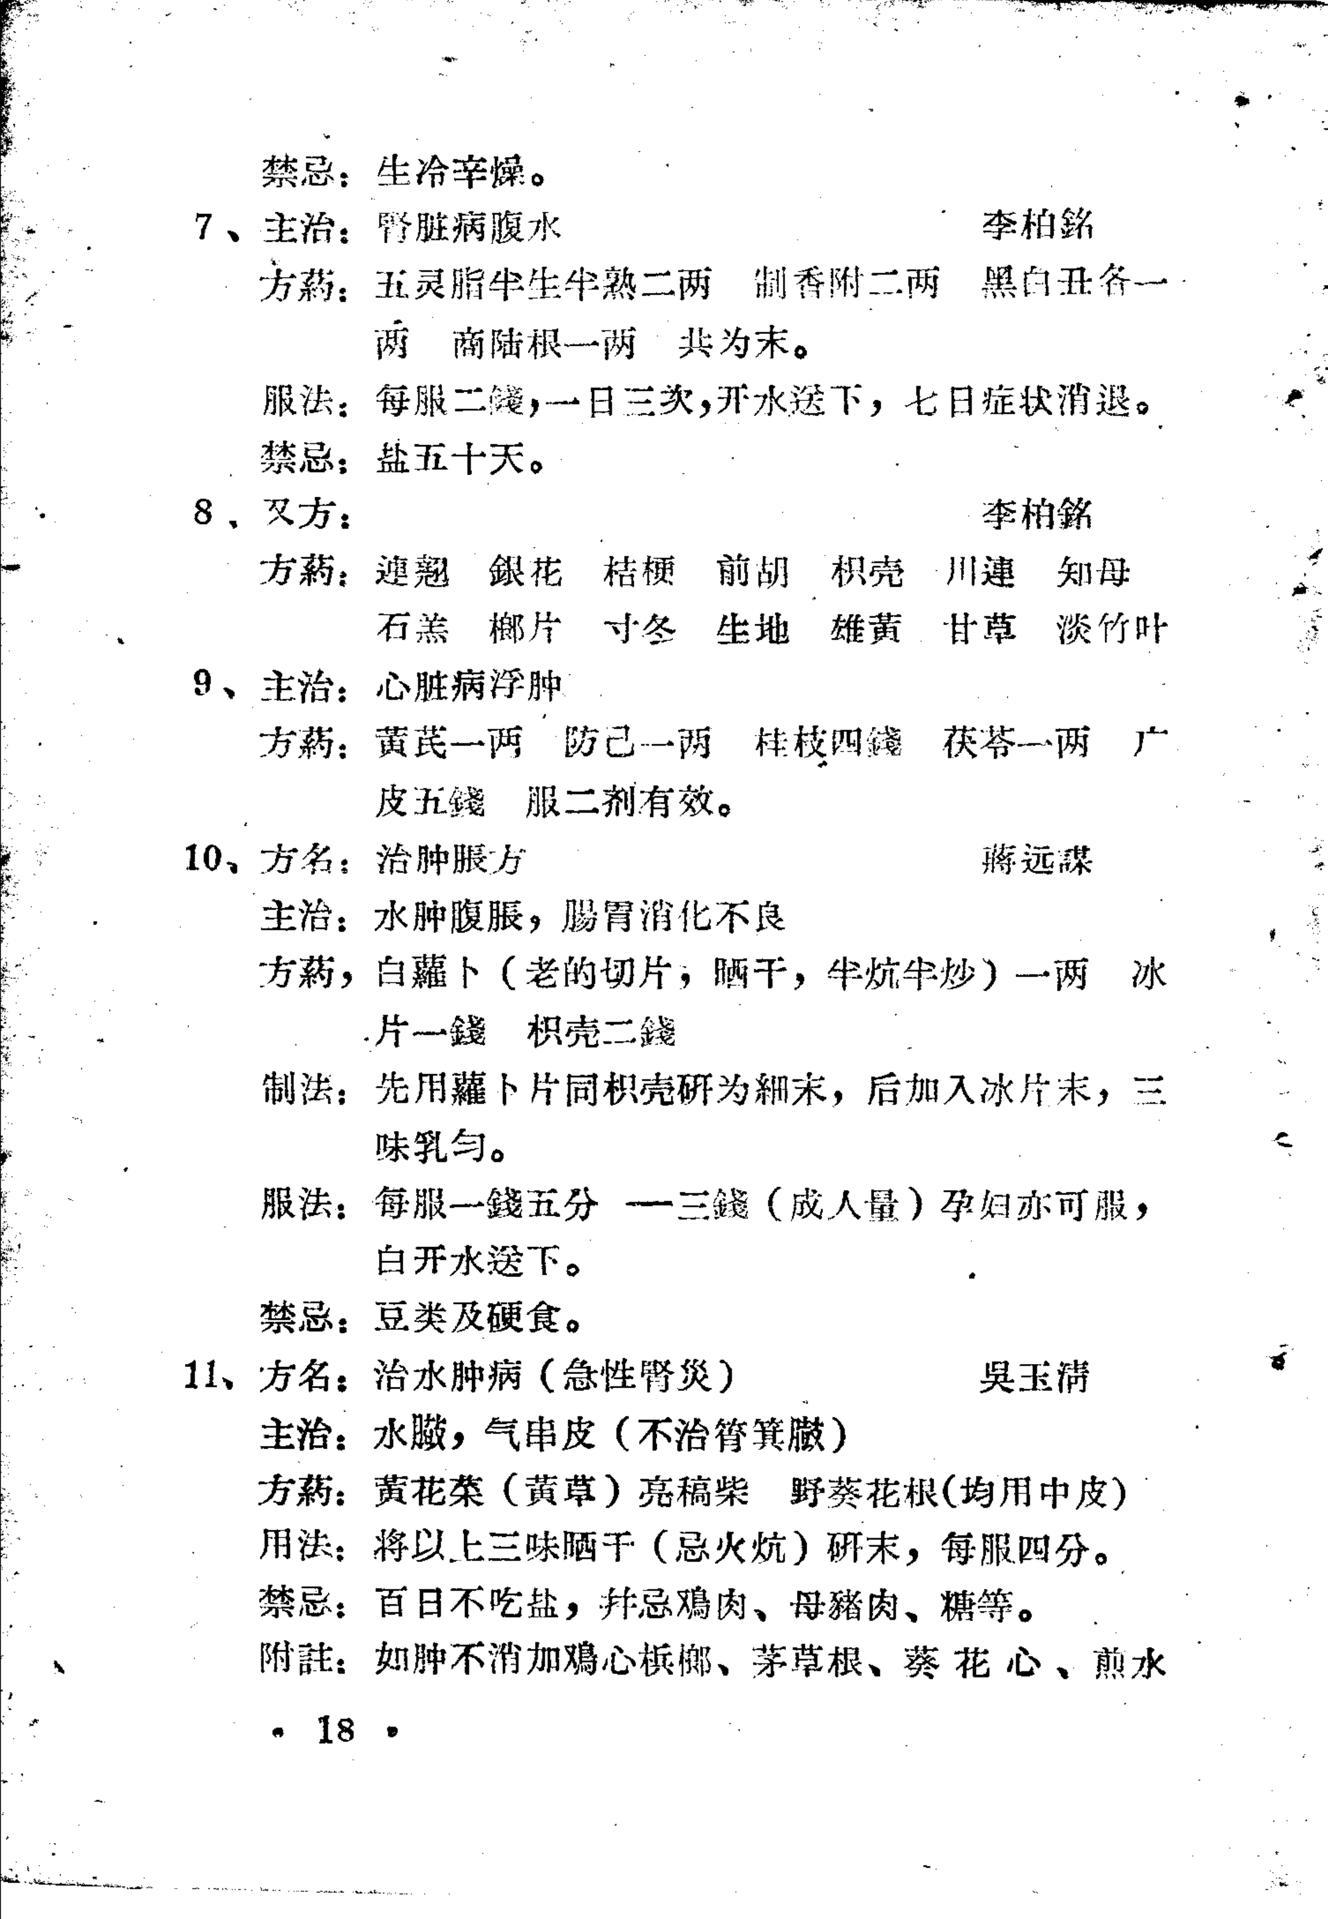 禁忌：生冷辛燥。
7、主治：腎脏病腹水 李柏銘
方葯：五灵脂半生半熟二两 制香附二两 黑白丑各一
两 商陆根一两 共为末。
服法：每服二錢，一日三次，开水送下，七日症状消退。
禁忌：盐五十天。
8、又方： 李柏銘
方葯：連翘 銀花 桔梗 前胡 枳壳 川連 知母
石羔 榔片 寸冬 生地 雄黄 甘草 淡竹叶
9、主治：心脏病浮肿
方葯：黄芪一两 防己一两 桂枝四錢 茯苓一两 广
皮五錢 服二剂有效。
10、方名：治肿脹方 蔣远謀
主治：水肿腹脹，腸胃消化不良
方葯，白蘿卜（老的切片，晒干，半炕半炒）一两 冰
片一錢 枳壳二錢
制法：先用蘿卜片同枳壳研为細末，后加入冰片末，三
味乳匀。
服法：每服一錢五分 一三錢（成人量）孕妇亦可服，
白开水送下。
禁忌：豆类及硬食。
11、方名：治水肿病（急性腎炎） 吳玉清
主治：水臌，气串皮（不治筲箕臌）
方葯：黄花菜（黄草）亮稿柴 野葵花根（均用中皮）
用法：将以上三味晒干（忌火炕）研末，每服四分。
禁忌：百日不吃盐，幷忌鷄肉、母豬肉、糖等。
附註：如肿不消加鷄心梹榔、茅草根、葵花心、煎水
• 18 •